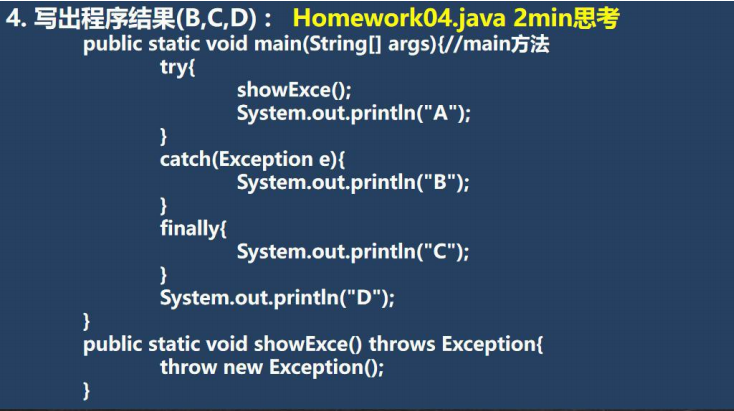 4. 写出程序结果(B,C,D)： Homework04.java 2min思考
public static void main(String[] args){//main方法
try{
showExce();
System.out.println("A");
}
catch(Exception e){
System.out.println("B");
}
finally{
System.out.println("C");
}
System.out.println("D");
}
public static void showExce() throws Exception{
throw new Exception();
}